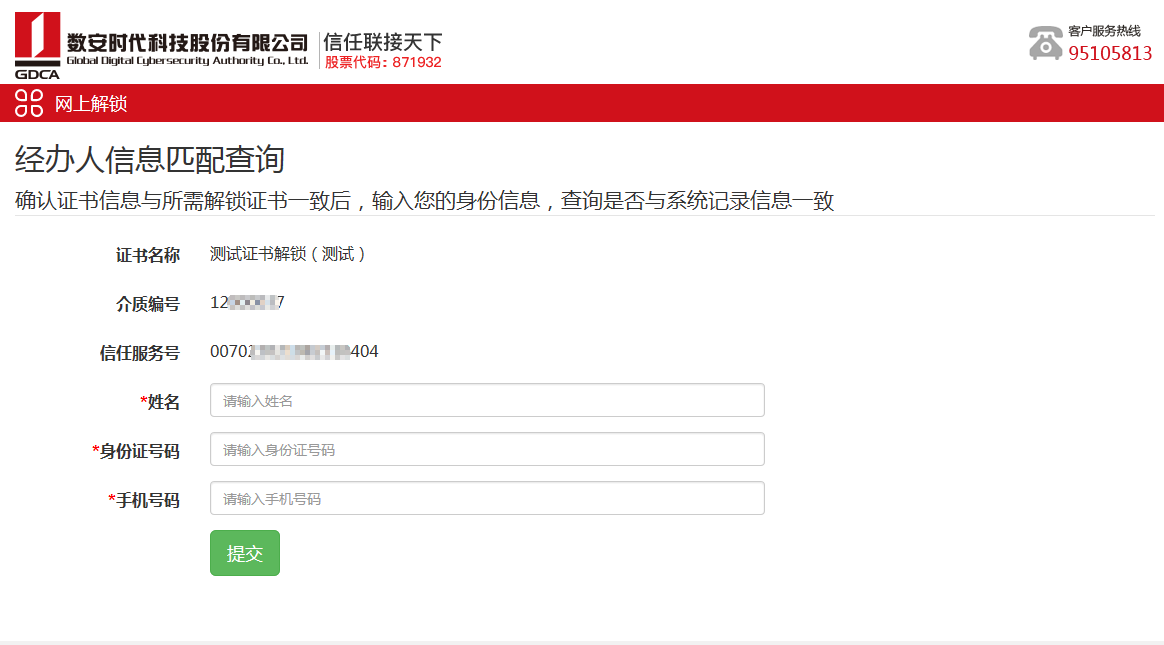 数安时代科技股份有限公司
Global Digital Cybersecurity Authority Co., Ltd.
GDCA
信任联接天下
股票代码：871932
客户服务热线
95105813
网上解锁
经办人信息匹配查询
确认证书信息与所需解锁证书一致后，输入您的身份信息，查询是否与系统记录信息一致
证书名称 测试证书解锁（测试）
介质编号 12 7
信任服务号 0070 404
*姓名 请输入姓名
*身份证号码 请输入身份证号码
*手机号码 请输入手机号码
提交